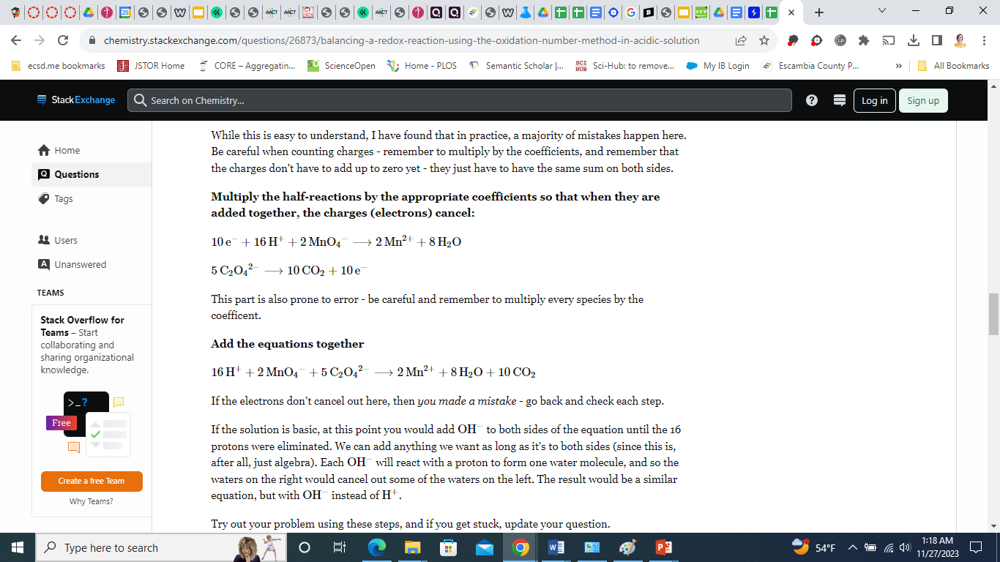 25
chemistry.stackexchange.com/questions/26873/balancing-a-redox-reaction-using-the-oxidation-number-method-in-acidic-solution
ecsd.me bookmarks
JSTOR Home
CORE – Aggregatin...
ScienceOpen
Home - PLOS
Semantic Scholar |...
SCI HUB
Sci-Hub: to remove...
My IB Login
Escambia County P...
»
All Bookmarks
StackExchange
Search on Chemistry...
Log in
Sign up
Home
Questions
Tags
Users
Unanswered
TEAMS
Stack Overflow for
Teams – Start
collaborating and
sharing organizational
knowledge.
>_?
Free
Create a free Team
Why Teams?
While this is easy to understand, I have found that in practice, a majority of mistakes happen here.
Be careful when counting charges - remember to multiply by the coefficients, and remember that
the charges don't have to add up to zero yet - they just have to have the same sum on both sides.
Multiply the half-reactions by the appropriate coefficients so that when they are
added together, the charges (electrons) cancel:
10 e⁻ + 16 H⁺ + 2 MnO₄⁻ ⟶ 2 Mn²⁺ + 8 H₂O
5 C₂O₄²⁻ ⟶ 10 CO₂ + 10 e⁻
This part is also prone to error - be careful and remember to multiply every species by the
coefficent.
Add the equations together
16 H⁺ + 2 MnO₄⁻ + 5 C₂O₄²⁻ ⟶ 2 Mn²⁺ + 8 H₂O + 10 CO₂
If the electrons don't cancel out here, then you made a mistake - go back and check each step.
If the solution is basic, at this point you would add OH⁻ to both sides of the equation until the 16
protons were eliminated. We can add anything we want as long as it's to both sides (since this is,
after all, just algebra). Each OH⁻ will react with a proton to form one water molecule, and so the
waters on the right would cancel out some of the waters on the left. The result would be a similar
equation, but with OH⁻ instead of H⁺.
Try out your problem using these steps, and if you get stuck, update your question.
Type here to search
54°F
1:18 AM
11/27/2023